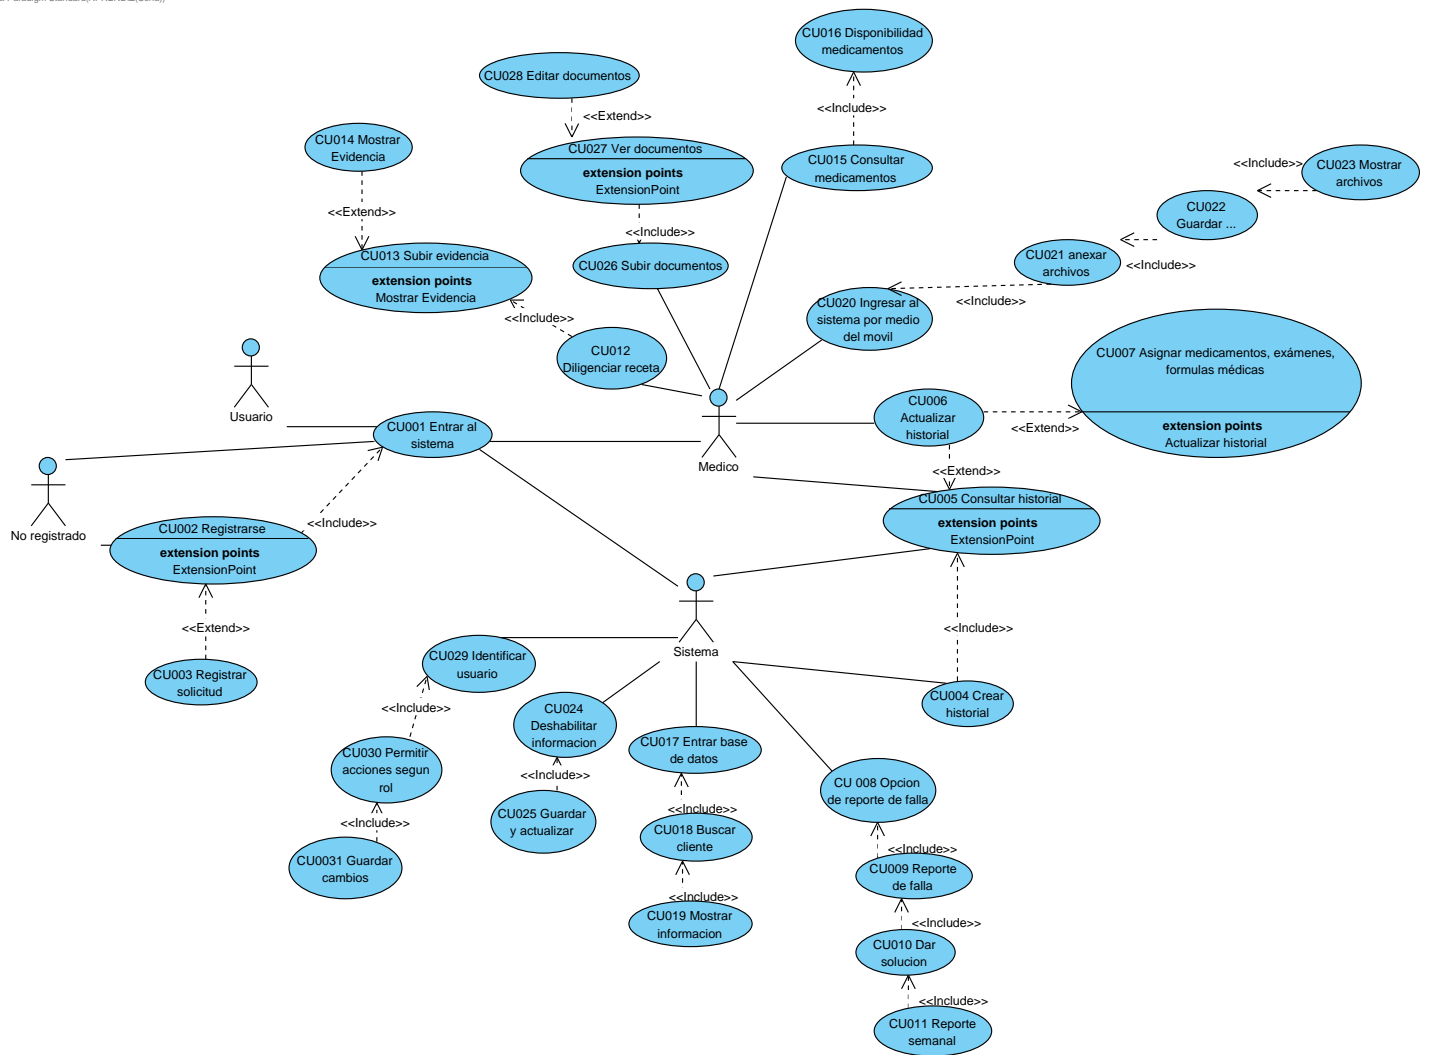 CU016 Disponibilidad
medicamentos
CU028 Editar documentos
<<Include>>
<<Extend>>
CU014 Mostrar
Evidencia
CU027 Ver documentos
extension points
ExtensionPoint
CU015 Consultar
medicamentos
<<Include>>
CU023 Mostrar
archivos
<<Extend>>
CU022
Guardar ...
<<Include>>
CU013 Subir evidencia
extension points
Mostrar Evidencia
CU026 Subir documentos
CU021 anexar
archivos
<<Include>>
<<Include>>
CU020 Ingresar al
sistema por medio
del movil
<<Include>>
CU012
Diligenciar receta
CU007 Asignar medicamentos, exámenes,
formulas médicas
extension points
Actualizar historial
Usuario
CU001 Entrar al
sistema
CU006
Actualizar
historial
<<Extend>>
Medico
<<Extend>>
CU005 Consultar historial
extension points
ExtensionPoint
No registrado
<<Include>>
CU002 Registrarse
extension points
ExtensionPoint
<<Extend>>
<<Include>>
Sistema
CU003 Registrar
solicitud
CU029 Identificar
usuario
CU004 Crear
historial
<<Include>>
CU024
Deshabilitar
informacion
CU017 Entrar base
de datos
CU030 Permitir
acciones segun
rol
<<Include>>
CU 008 Opcion
de reporte de falla
<<Include>>
CU025 Guardar
y actualizar
<<Include>>
CU018 Buscar
cliente
<<Include>>
CU0031 Guardar
cambios
CU009 Reporte
de falla
<<Include>>
CU019 Mostrar
informacion
<<Include>>
CU010 Dar
solucion
<<Include>>
CU011 Reporte
semanal